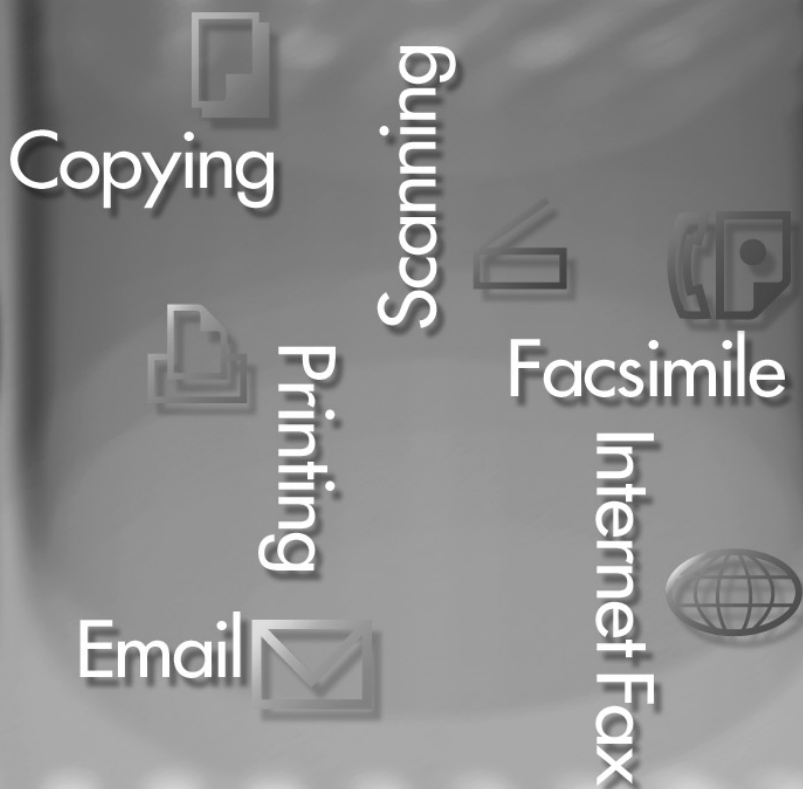 Copying
Scanning
Printing
Facsimile
Internet Fax
Email